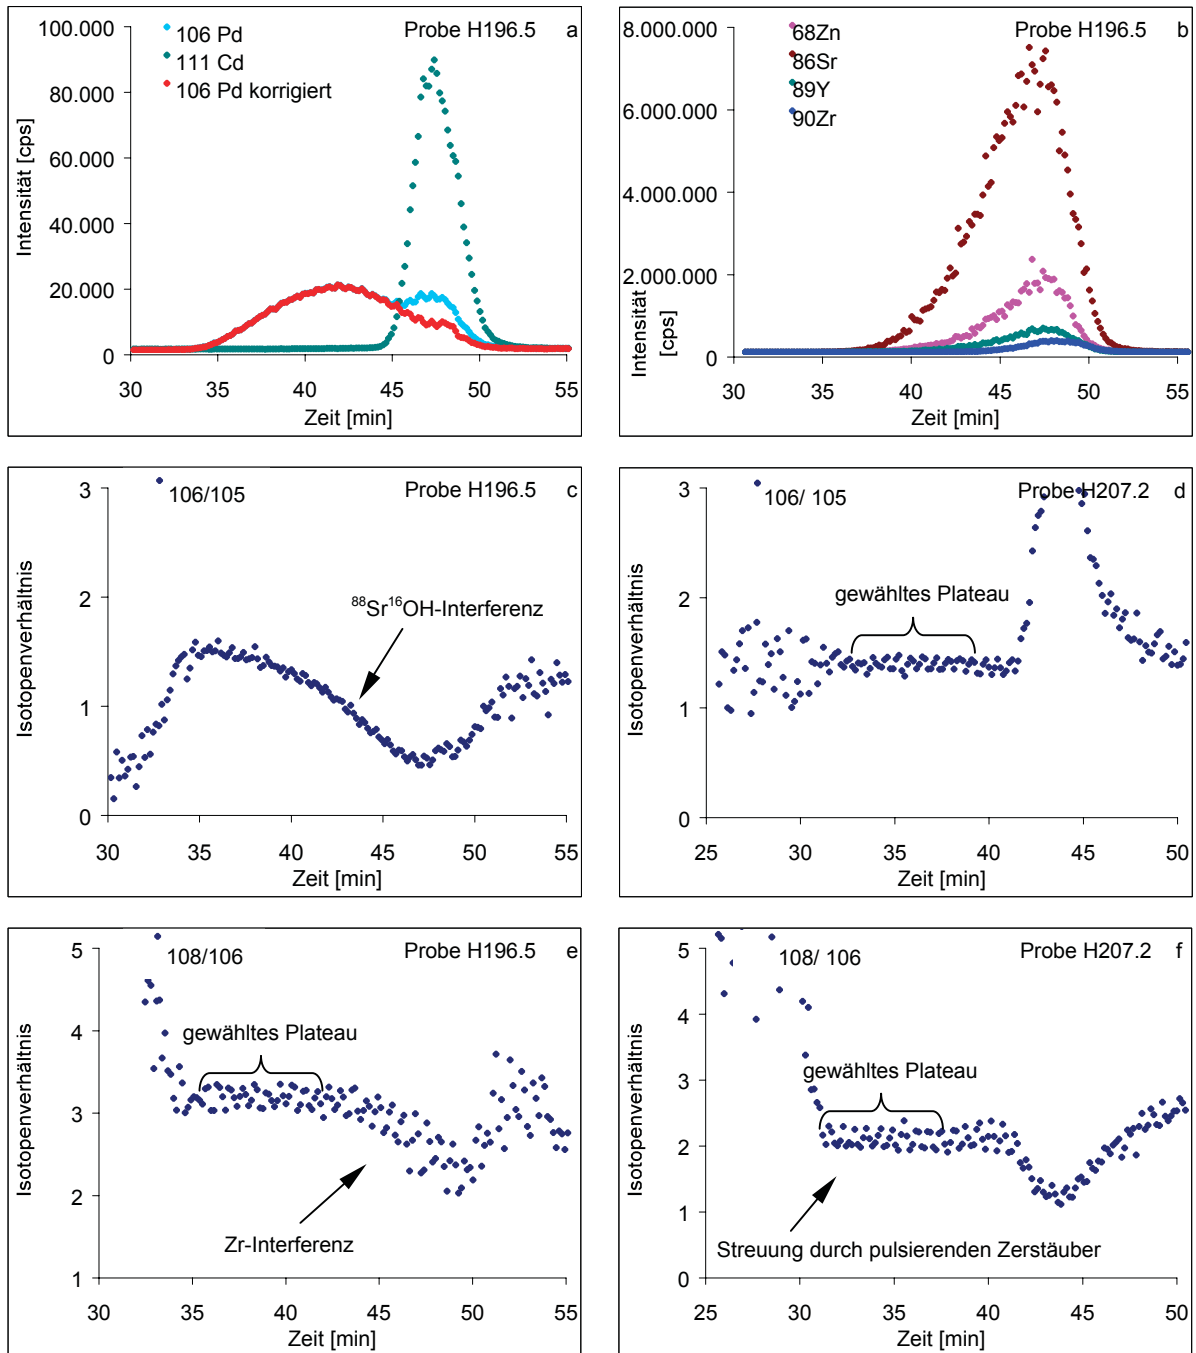 106 Pd
111 Cd
106 Pd korrigiert
Probe H196.5 a
100.000
80.000
60.000
40.000
20.000
0
Intensität [cps]
30 35 40 45 50 55
Zeit [min]
68Zn
86Sr
89Y
90Zr
Probe H196.5 b
8.000.000
6.000.000
4.000.000
2.000.000
0
Intensität
[cps]
30 35 40 45 50 55
Zeit [min]
106/105
Probe H196.5 c
3
2
1
0
Isotopenverhältnis
⁸⁸Sr¹⁶OH-Interferenz
30 35 40 45 50 55
Zeit [min]
106/ 105
Probe H207.2 d
3
2
1
0
Isotopenverhältnis
gewähltes Plateau
25 30 35 40 45 50
Zeit [min]
108/106
Probe H196.5 e
5
4
3
2
1
Isotopenverhältnis
gewähltes Plateau
Zr-Interferenz
30 35 40 45 50 55
Zeit [min]
108/ 106
Probe H207.2 f
5
4
3
2
1
0
Isotopenverhältnis
gewähltes Plateau
Streuung durch pulsierenden Zerstäuber
25 30 35 40 45 50
Zeit [min]